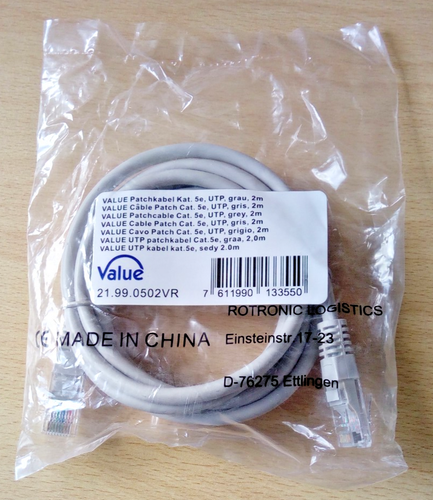 VALUE Patchkabel Kat. 5e, UTP, grau, 2m
VALUE Câble Patch Cat. 5e, UTP, gris, 2m
VALUE Patchcable Cat. 5e, UTP, grey, 2m
VALUE Cable Patch Cat. 5e, UTP, gris, 2m
VALUE Cavo Patch Cat. 5e, UTP, grigio, 2m
VALUE UTP patchkabel Cat.5e, graa, 2,0m
VALUE UTP kabel kat.5e, sedy 2.0m
Value
21.99.0502VR
7 611990 133550
ROTRONIC LOGISTICS
CE MADE IN CHINA
Einsteinstr.17-23
D-76275 Ettlingen